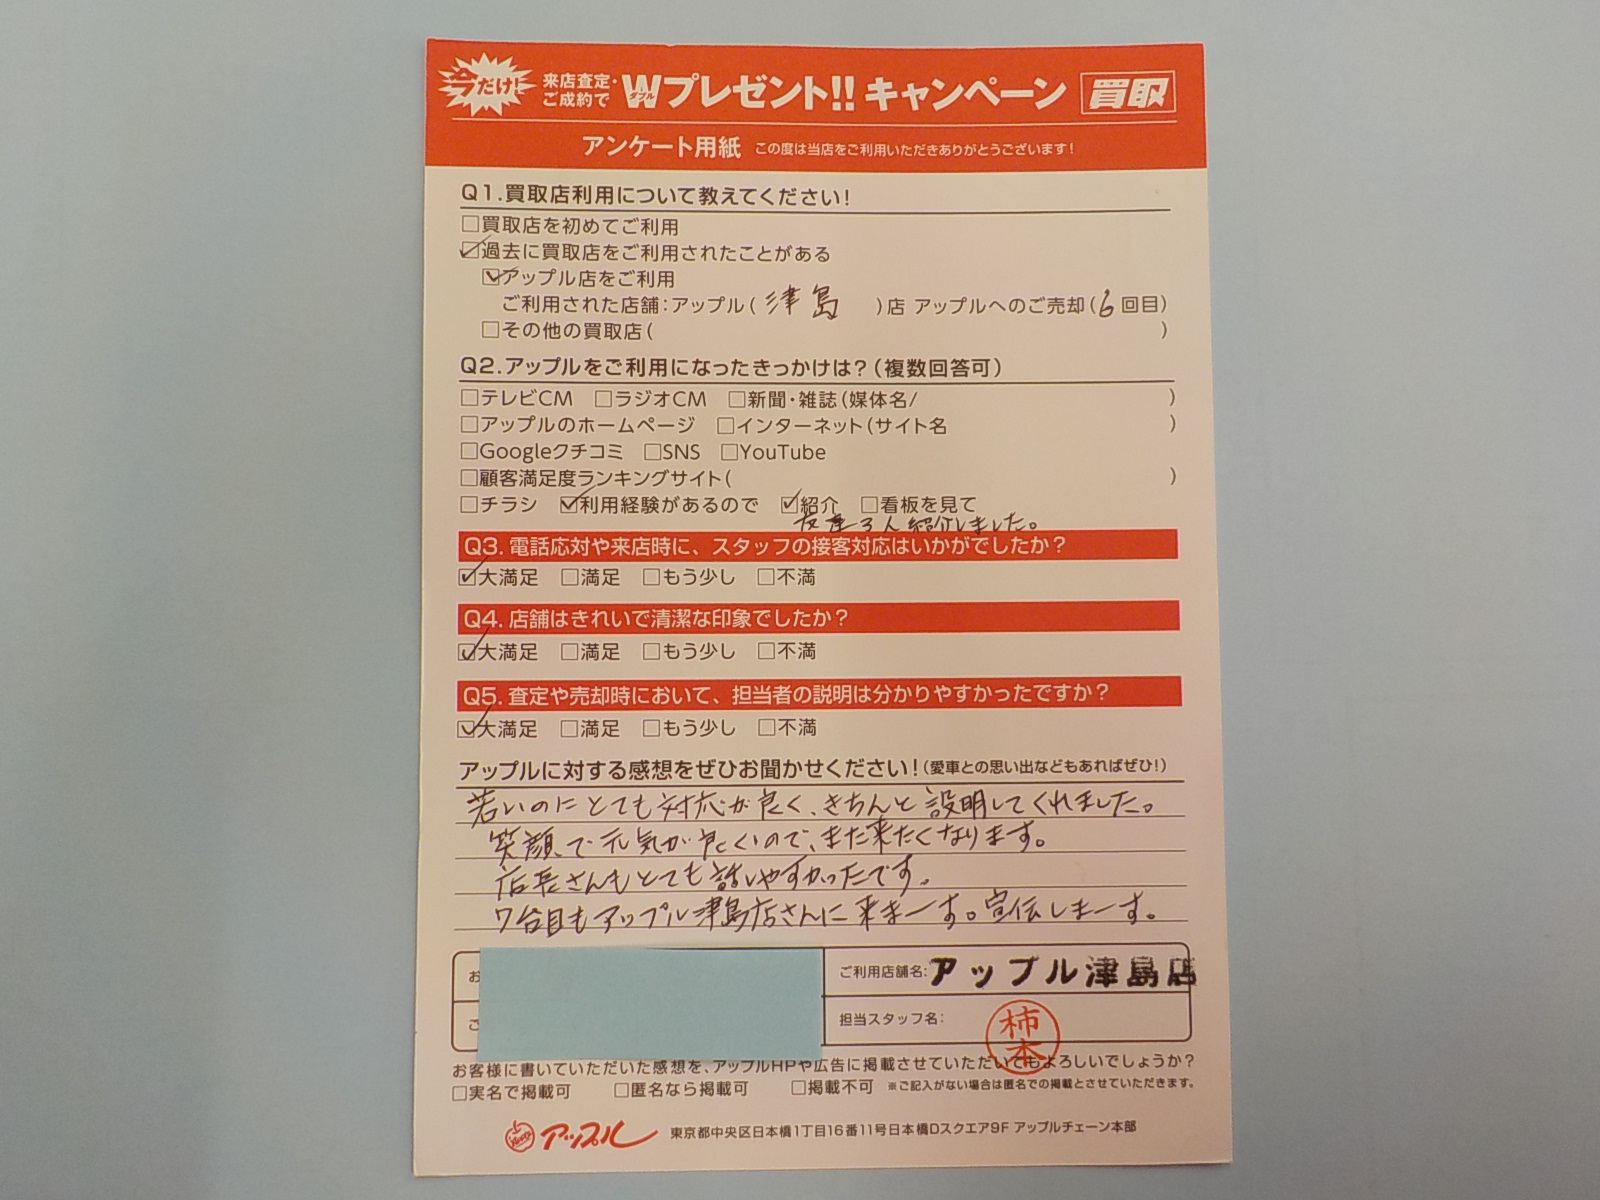 今だけ! 来店査定・ご成約で Wダブルプレゼント!! キャンペーン 買取
アンケート用紙 この度は当店をご利用いただきありがとうございます!
Q1.買取店利用について教えてください!
□買取店を初めてご利用
☑過去に買取店をご利用されたことがある
☑アップル店をご利用
ご利用された店舗:アップル(津島)店 アップルへのご売却(6回目)
□その他の買取店( )
Q2.アップルをご利用になったきっかけは?(複数回答可)
□テレビCM □ラジオCM □新聞・雑誌(媒体名/ )
□アップルのホームページ □インターネット(サイト名 )
□Googleクチコミ □SNS □YouTube
□顧客満足度ランキングサイト( )
□チラシ ☑利用経験があるので ☑紹介 □看板を見て
3人紹介しました。
Q3. 電話応対や来店時に、スタッフの接客対応はいかがでしたか?
☑大満足 □満足 □もう少し □不満
Q4. 店舗はきれいで清潔な印象でしたか?
☑大満足 □満足 □もう少し □不満
Q5. 査定や売却時において、担当者の説明は分かりやすかったですか?
☑大満足 □満足 □もう少し □不満
アップルに対する感想をぜひお聞かせください!(愛車との思い出などもあればぜひ!)
若いのにとても対応が良く、きちんと説明してくれました。
笑顔で元気が良くいので、また来たくなります。
店長さんもとても話しやすかったです。
7台目もアップル津島店さんに来まーす。宣伝しまーす。
お
ご
ご利用店舗名:アップル津島店
担当スタッフ名: 柿本
お客様に書いていただいた感想を、アップルHPや広告に掲載させていただいてもよろしいでしょうか?
□実名で掲載可 □匿名なら掲載可 □掲載不可 ※ご記入がない場合は匿名での掲載とさせていただきます。
アップル 東京都中央区日本橋1丁目16番11号日本橋Dスクエア9F アップルチェーン本部